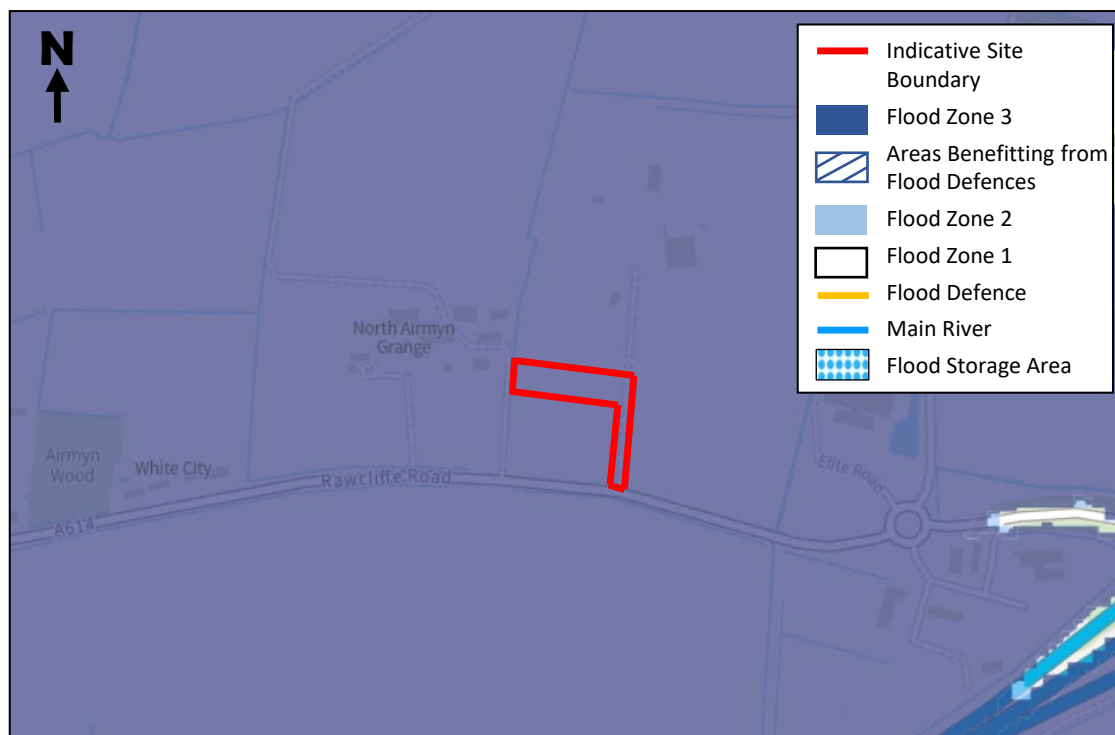 N
Indicative Site
Boundary
Flood Zone 3
Areas Benefitting from
Flood Defences
Flood Zone 2
Flood Zone 1
Flood Defence
Main River
Flood Storage Area
North Airmyn
Grange
Airmyn
Wood
White City
Rawcliffe Road
A614
Elite Road